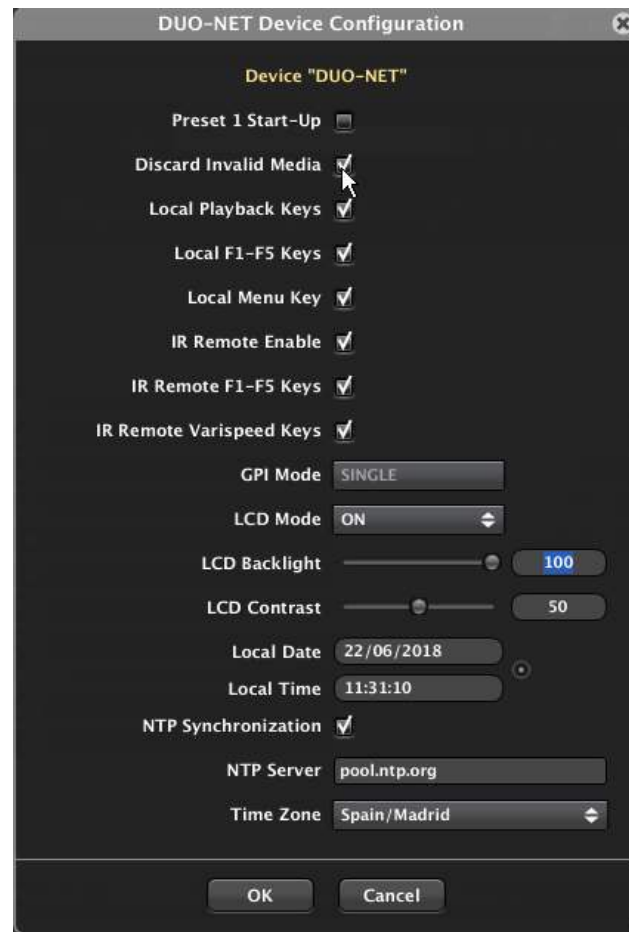 DUO-NET Device Configuration
Device "DUO-NET"
Preset 1 Start-Up
Discard Invalid Media
Local Playback Keys
Local F1-F5 Keys
Local Menu Key
IR Remote Enable
IR Remote F1-F5 Keys
IR Remote Varispeed Keys
GPI Mode SINGLE
LCD Mode ON
LCD Backlight 100
LCD Contrast 50
Local Date 22/06/2018
Local Time 11:31:10
NTP Synchronization
NTP Server pool.ntp.org
Time Zone Spain/Madrid
OK Cancel